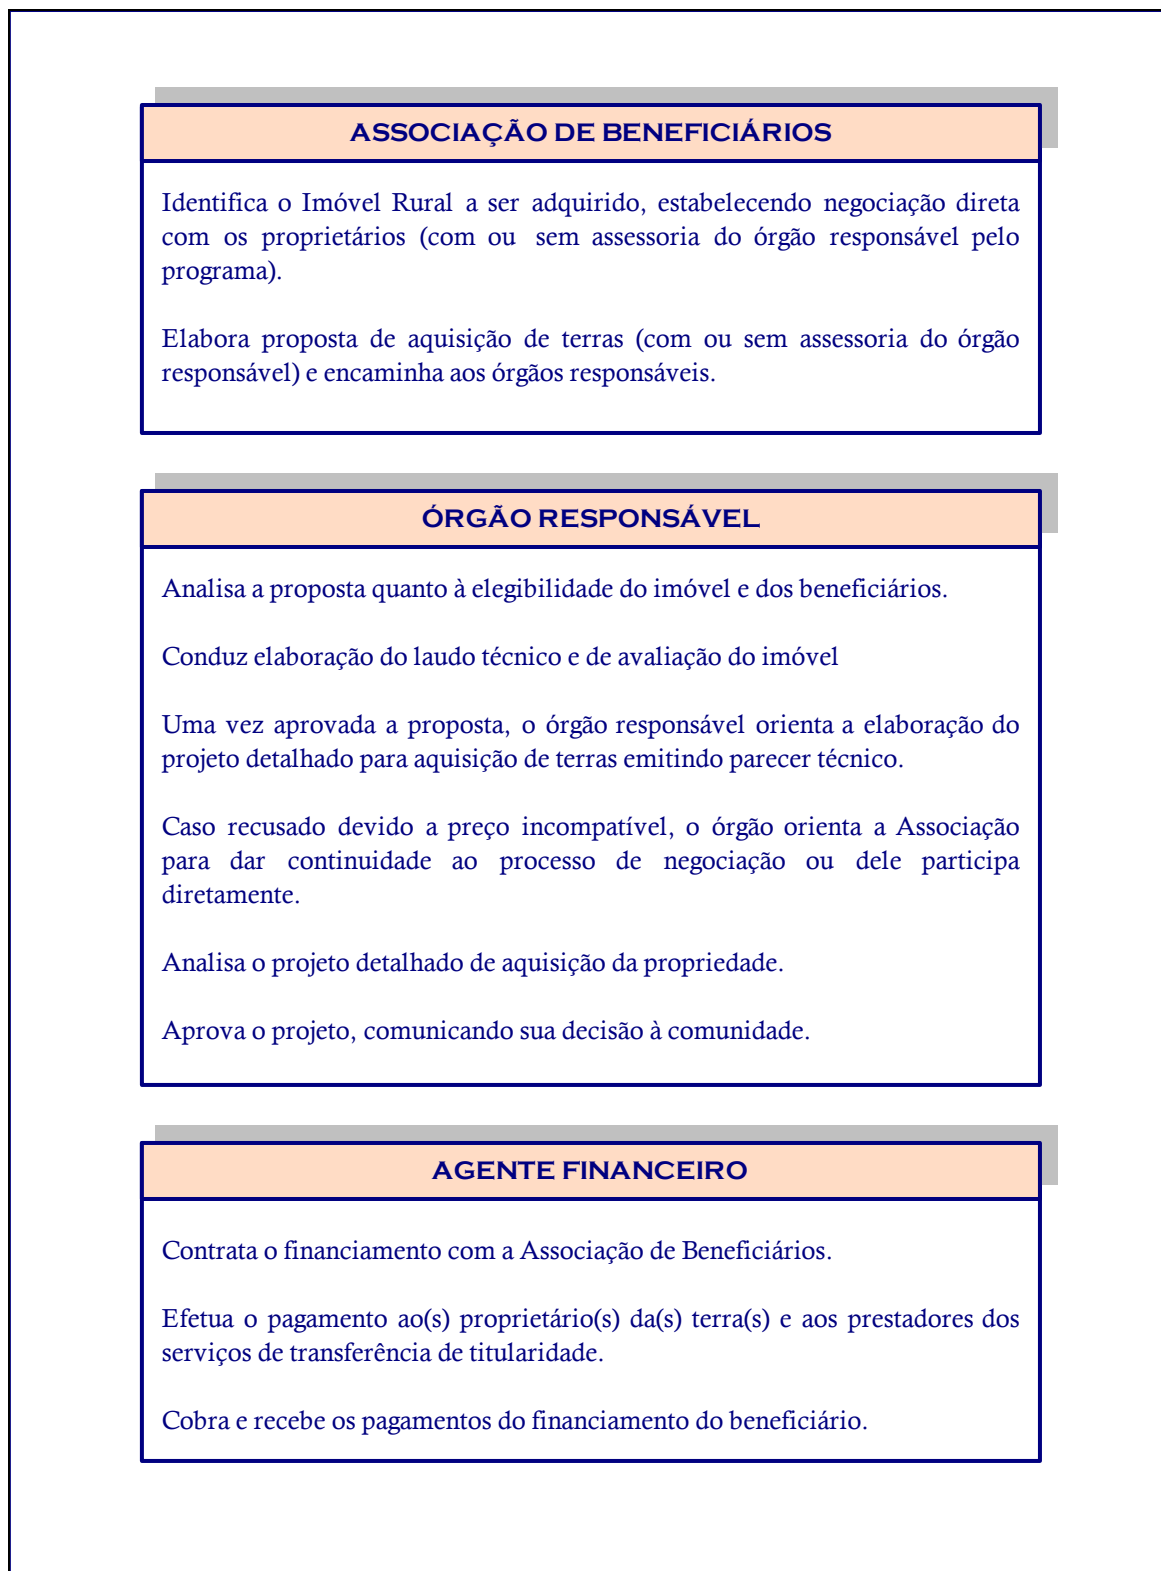 ASSOCIAÇÃO DE BENEFICIÁRIOS
Identifica o Imóvel Rural a ser adquirido, estabelecendo negociação direta
com os proprietários (com ou sem assessoria do órgão responsável pelo
programa).
Elabora proposta de aquisição de terras (com ou sem assessoria do órgão
responsável) e encaminha aos órgãos responsáveis.
ÓRGÃO RESPONSÁVEL
Analisa a proposta quanto à elegibilidade do imóvel e dos beneficiários.
Conduz elaboração do laudo técnico e de avaliação do imóvel
Uma vez aprovada a proposta, o órgão responsável orienta a elaboração do
projeto detalhado para aquisição de terras emitindo parecer técnico.
Caso recusado devido a preço incompatível, o órgão orienta a Associação
para dar continuidade ao processo de negociação ou dele participa
diretamente.
Analisa o projeto detalhado de aquisição da propriedade.
Aprova o projeto, comunicando sua decisão à comunidade.
AGENTE FINANCEIRO
Contrata o financiamento com a Associação de Beneficiários.
Efetua o pagamento ao(s) proprietário(s) da(s) terra(s) e aos prestadores dos
serviços de transferência de titularidade.
Cobra e recebe os pagamentos do financiamento do beneficiário.